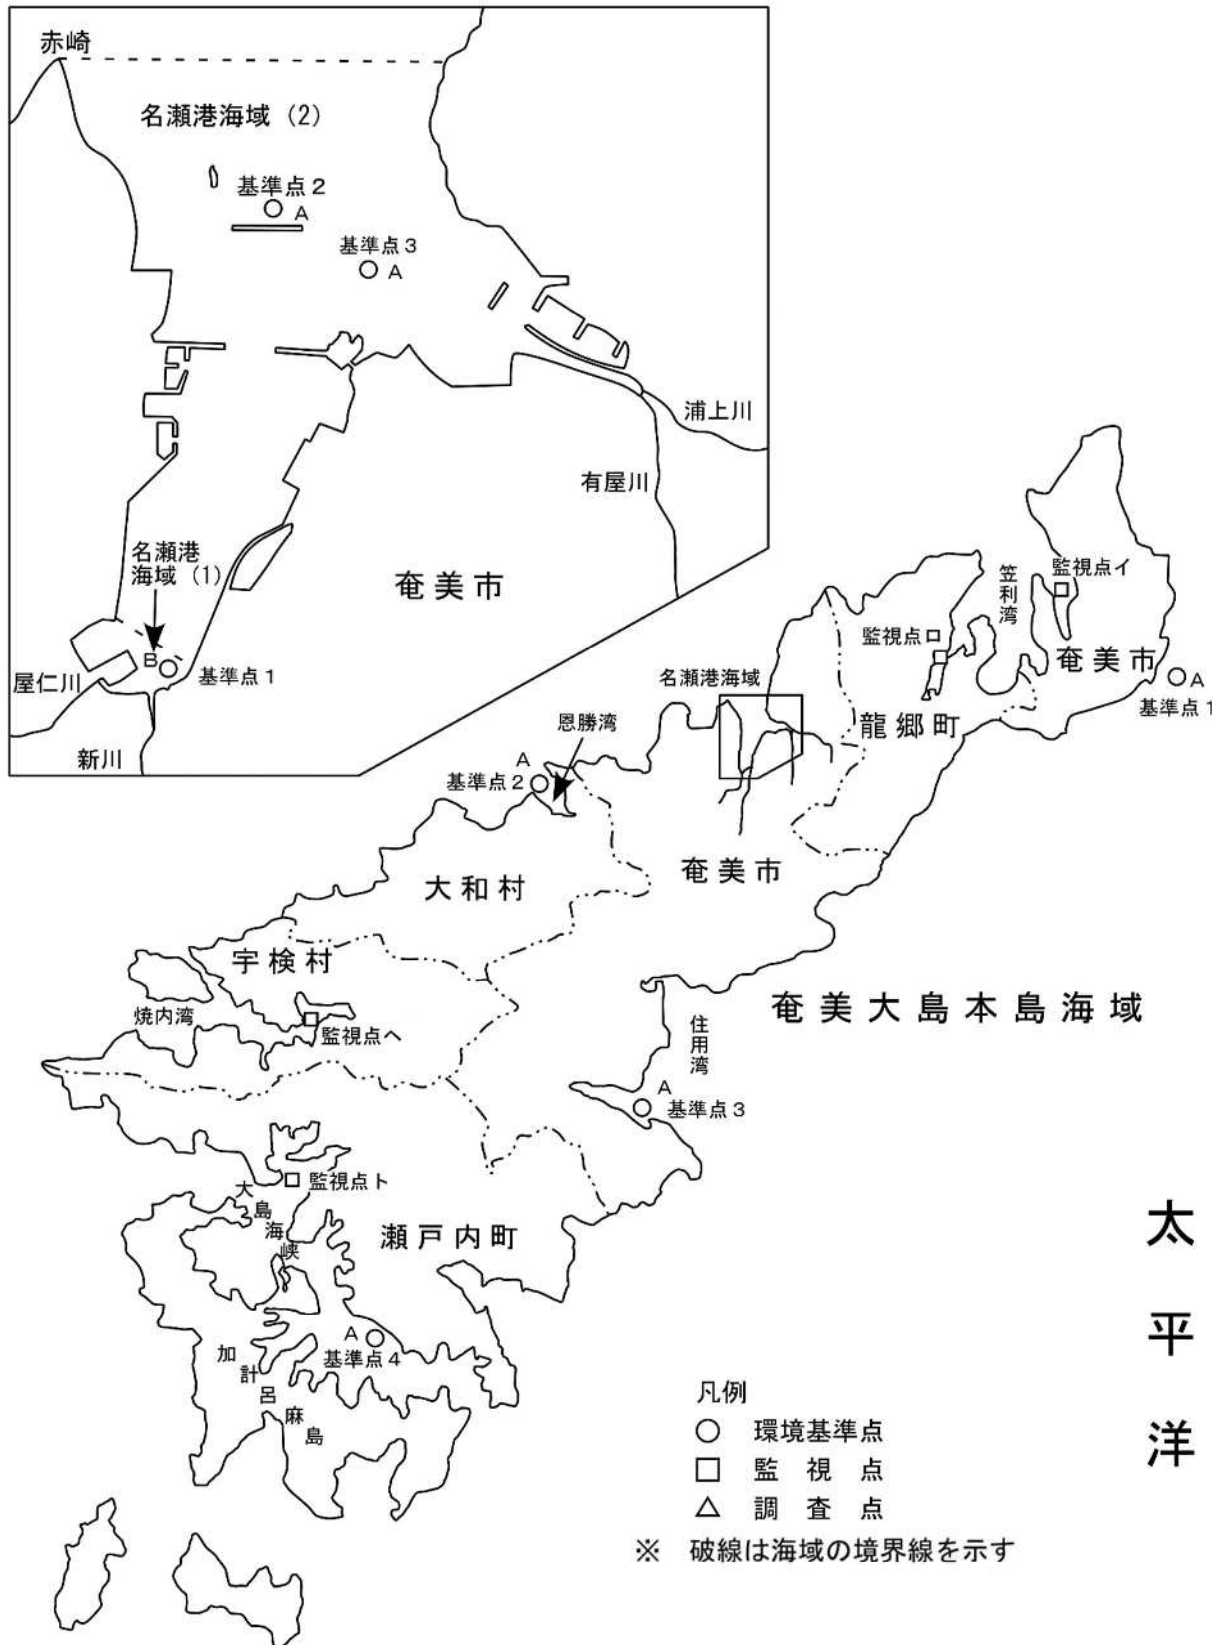 赤崎
名瀬港海域（2）
基準点2
A
基準点3
A
浦上川
有屋川
名瀬港
海域（1）
奄美市
B
基準点1
屋仁川
新川
笠利湾
監視点イ
監視点ロ
奄美市
A
基準点1
名瀬港海域
龍郷町
恩勝湾
A
基準点2
奄美市
大和村
宇検村
焼内湾
監視点ヘ
奄美大島本島海域
住用湾
A
基準点3
監視点ト
大島海峡
瀬戸内町
A
基準点4
加計呂麻島
太平洋
凡例
○ 環境基準点
□ 監視点
△ 調査点
※ 破線は海域の境界線を示す